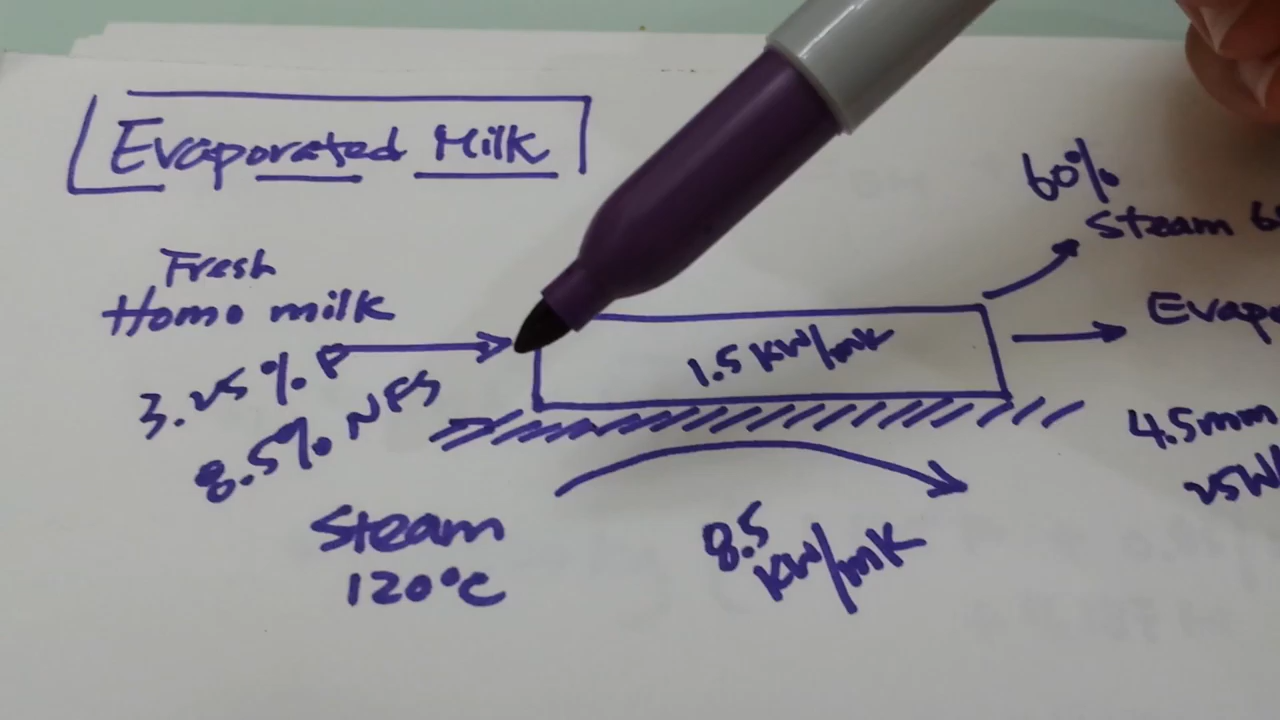 Evaporated Milk
Fresh
Homo milk
3.25% F
8.5% NFS
Steam
120°C
1.5 kW/mK
8.5
kW/mK
60%
Steam
4.5mm